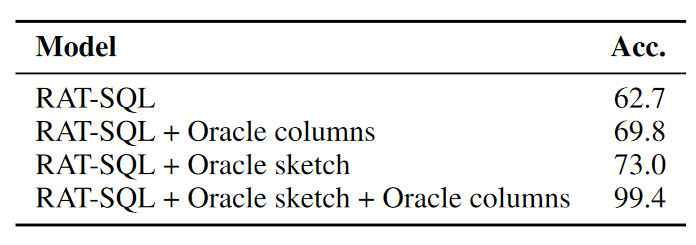 Model Acc.
RAT-SQL 62.7
RAT-SQL + Oracle columns 69.8
RAT-SQL + Oracle sketch 73.0
RAT-SQL + Oracle sketch + Oracle columns 99.4